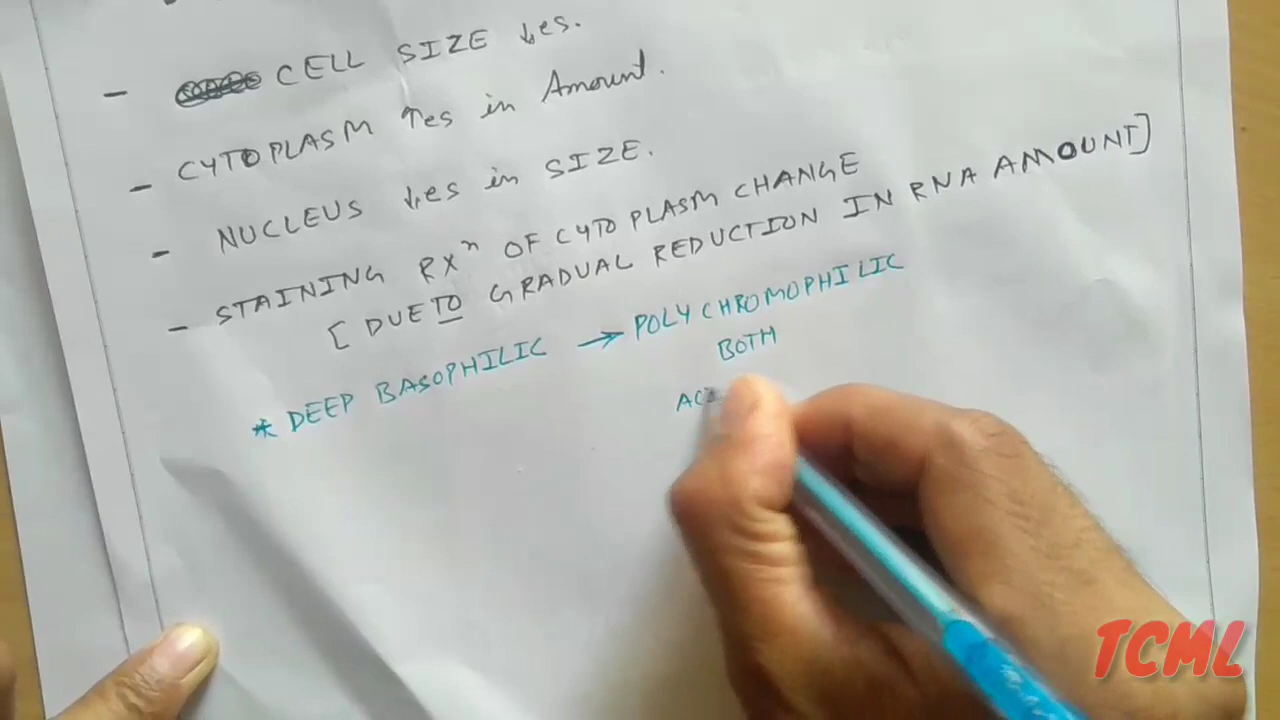 - CELL SIZE ↓es.
- CYTOPLASM ↑es in Amount.
- NUCLEUS ↓es in SIZE.
- STAINING RXⁿ OF CYTOPLASM CHANGE
[DUE TO GRADUAL REDUCTION IN RNA AMOUNT]
* DEEP BASOPHILIC → POLYCHROMOPHILIC
BOTH
ACI
TCML